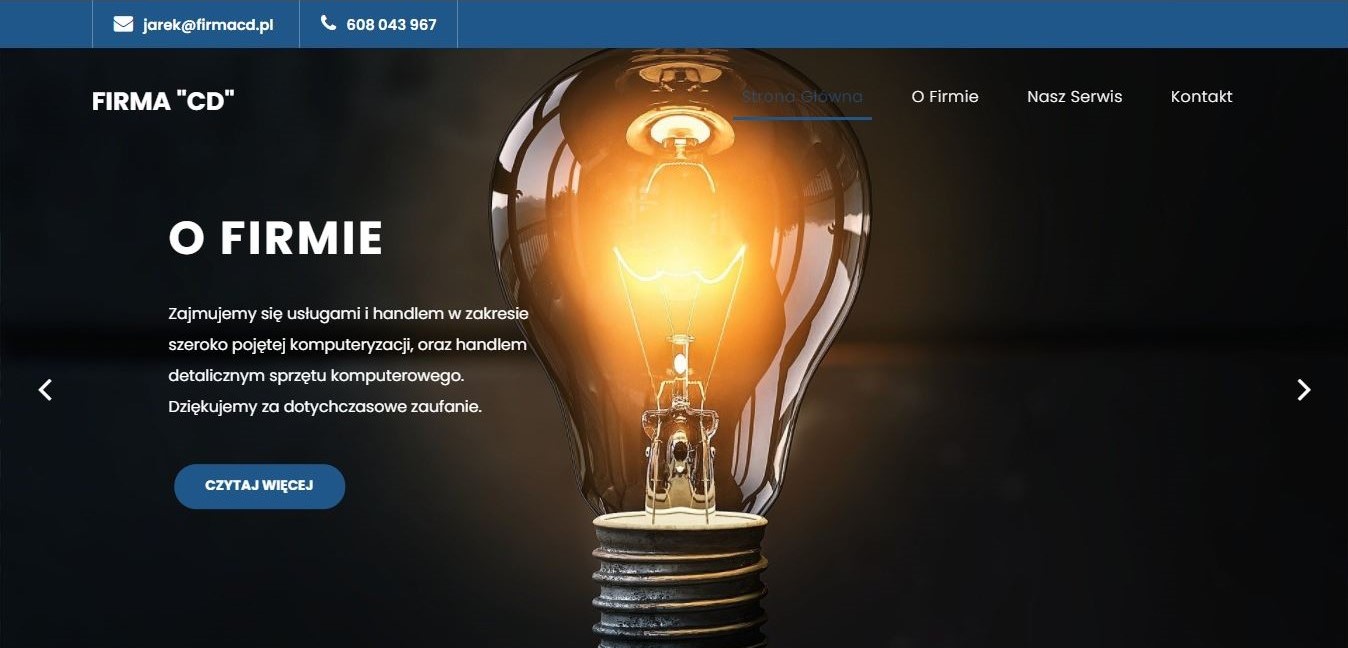 jarek@firmacd.pl
608 043 967
FIRMA "CD"
Strona Główna
O Firmie
Nasz Serwis
Kontakt
O FIRMIE
Zajmujemy się usługami i handlem w zakresie
szeroko pojętej komputeryzacji, oraz handlem
detalicznym sprzętu komputerowego.
Dziękujemy za dotychczasowe zaufanie.
CZYTAJ WIĘCEJ